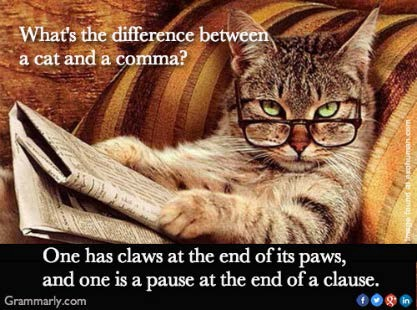 What's the difference between
a cat and a comma?
One has claws at the end of its paws,
and one is a pause at the end of a clause.
Grammarly.com